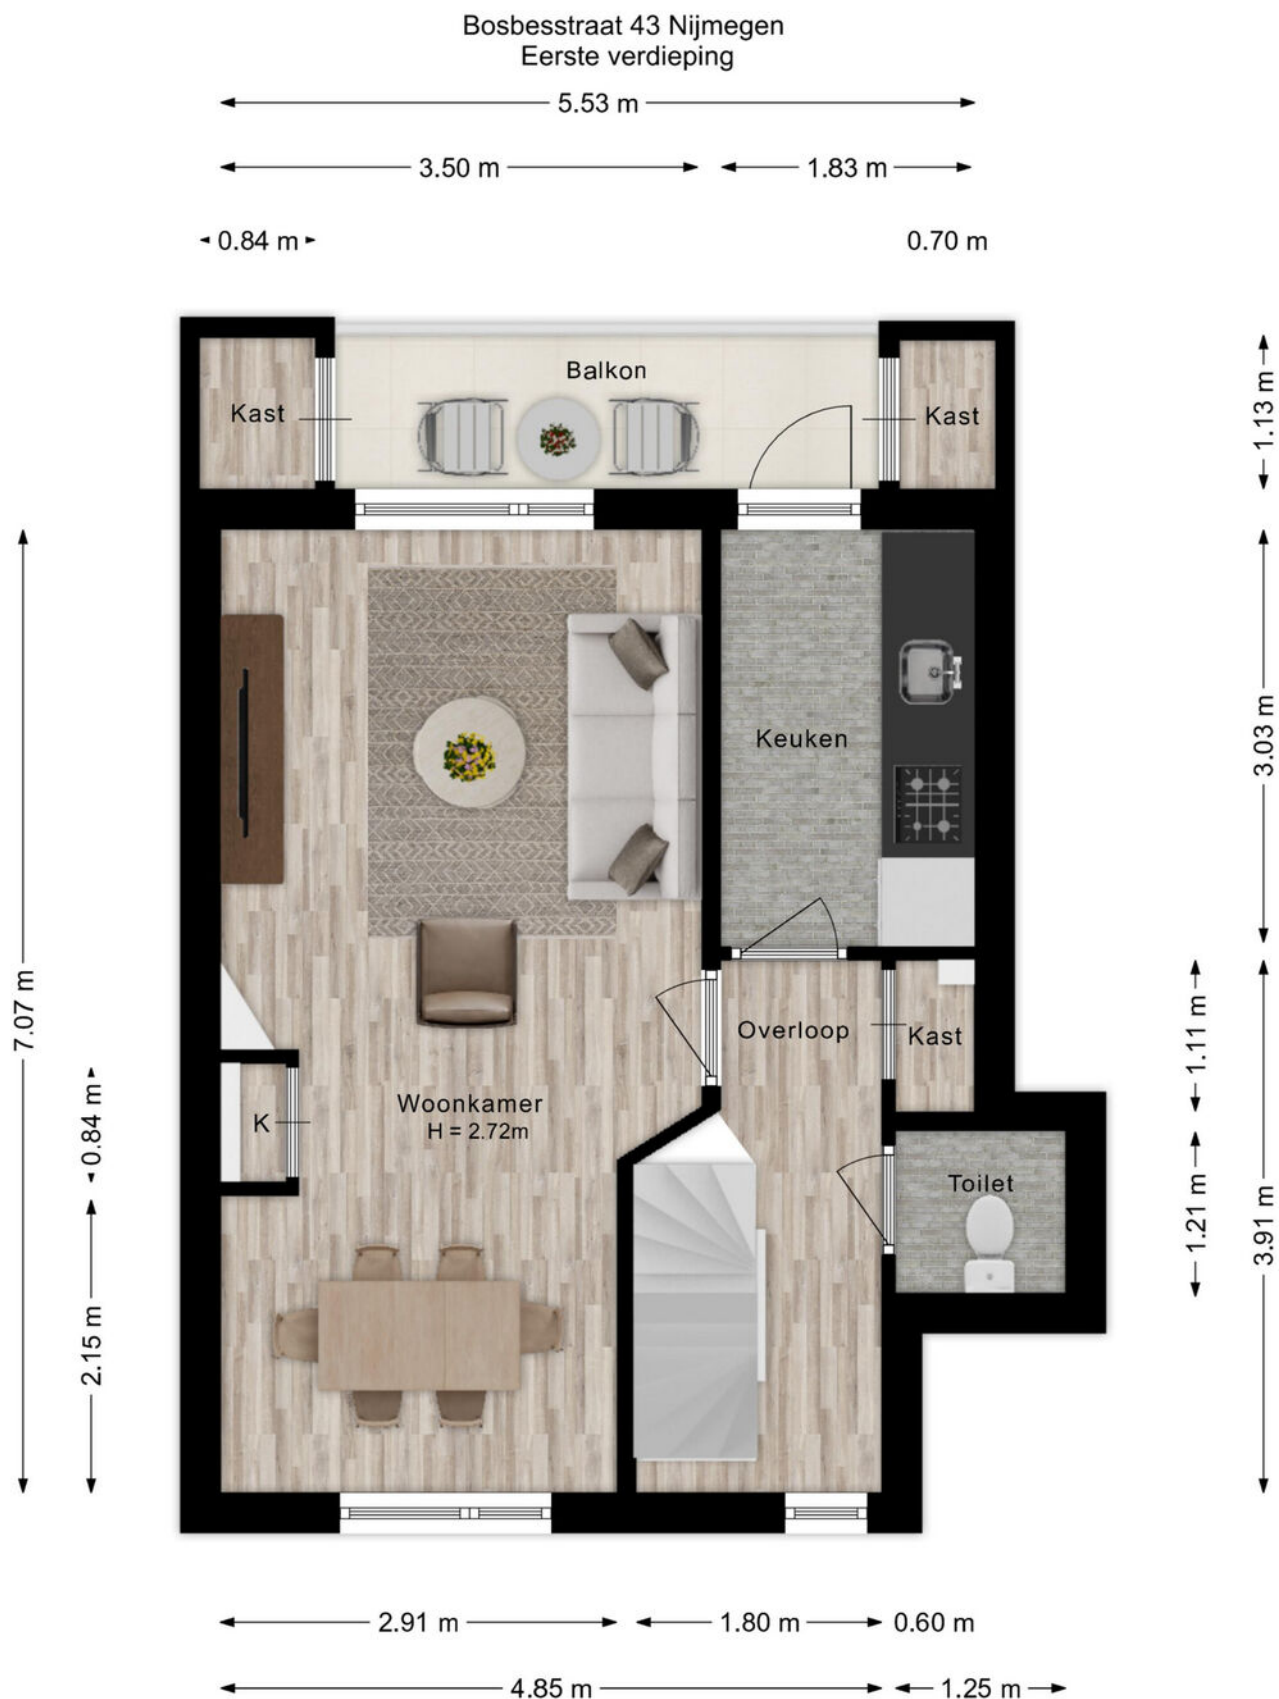 Bosbesstraat 43 Nijmegen
Eerste verdieping
5.53 m
3.50 m
1.83 m
0.84 m
0.70 m
Balkon
Kast
Kast
1.13 m
3.03 m
Keuken
7.07 m
Overloop
Kast
1.11 m
Woonkamer
H = 2.72m
K
0.84 m
Toilet
1.21 m
3.91 m
2.15 m
2.91 m
1.80 m
0.60 m
4.85 m
1.25 m